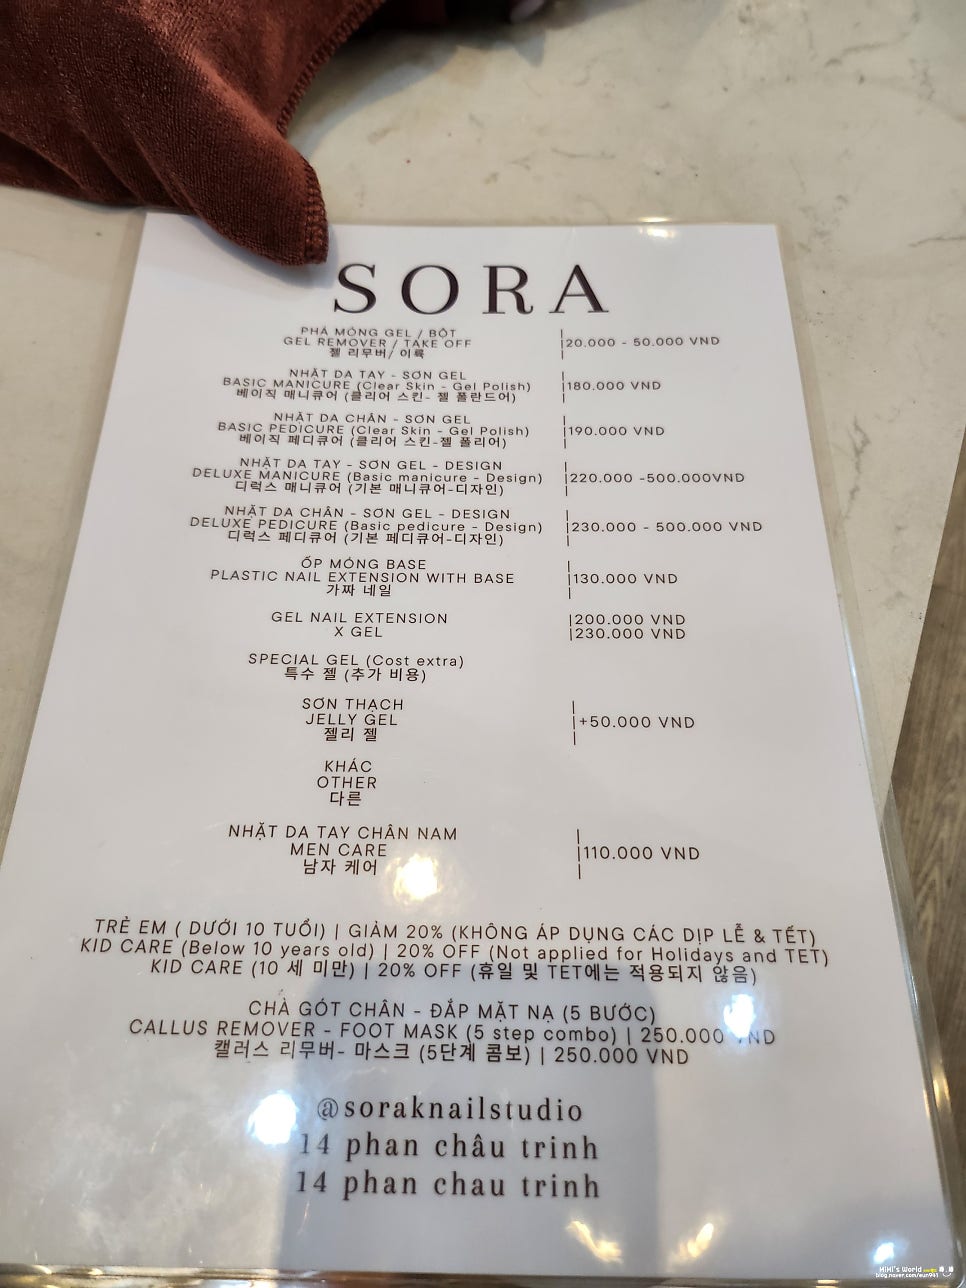 SORA
PHÁ MÓNG GEL / BỘT
GEL REMOVER / TAKE OFF
젤 리무버/ 이륙
|20.000 - 50.000 VND
NHẶT DA TAY - SƠN GEL
BASIC MANICURE (Clear Skin - Gel Polish)
베이직 매니큐어 (클리어 스킨- 젤 폴란드어)
|180.000 VND
NHẶT DA CHÂN - SƠN GEL
BASIC PEDICURE (Clear Skin - Gel Polish)
베이직 페디큐어 (클리어 스킨-젤 폴리어)
|190.000 VND
NHẶT DA TAY - SƠN GEL - DESIGN
DELUXE MANICURE (Basic manicure - Design)
디럭스 매니큐어 (기본 매니큐어-디자인)
|220.000 -500.000VND
NHẶT DA CHÂN - SƠN GEL - DESIGN
DELUXE PEDICURE (Basic pedicure - Design)
디럭스 페디큐어 (기본 페디큐어-디자인)
|230.000 - 500.000 VND
ỐP MÓNG BASE
PLASTIC NAIL EXTENSION WITH BASE
가짜 네일
|130.000 VND
GEL NAIL EXTENSION |200.000 VND
X GEL |230.000 VND
SPECIAL GEL (Cost extra)
특수 젤 (추가 비용)
SƠN THẠCH
JELLY GEL
젤리 젤
|+50.000 VND
KHÁC
OTHER
다른
NHẶT DA TAY CHÂN NAM
MEN CARE
남자 케어
|110.000 VND
TRẺ EM ( DƯỚI 10 TUỔI) | GIẢM 20% (KHÔNG ÁP DỤNG CÁC DỊP LỄ & TẾT)
KID CARE (Below 10 years old) | 20% OFF (Not applied for Holidays and TET)
KID CARE (10 세 미만) | 20% OFF (휴일 및 TET에는 적용되지 않음)
CHÀ GÓT CHÂN - ĐẮP MẶT NẠ (5 BƯỚC)
CALLUS REMOVER - FOOT MASK (5 step combo) | 250.000 VND
캘러스 리무버- 마스크 (5단계 콤보) | 250.000 VND
@soraknailstudio
14 phan châu trinh
14 phan chau trinh
MiMi's World
blog.naver.com/eun941